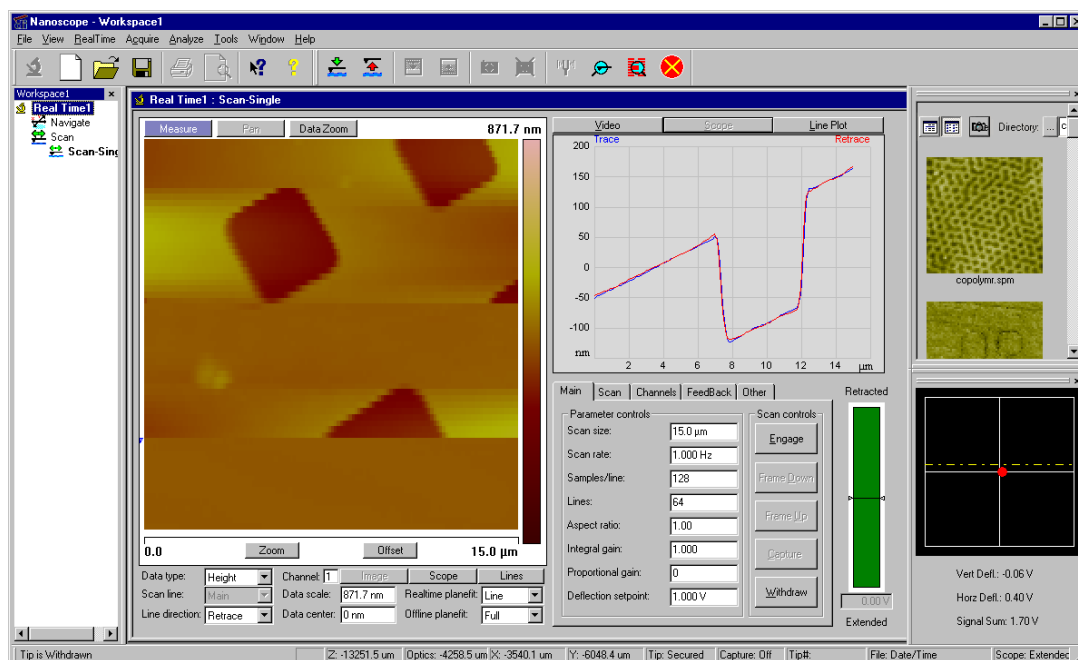 Nanoscope - Workspace1
File View RealTime Acquire Analyze Tools Window Help
Workspace1
Real Time1
Navigate
Scan
Scan-Sing
Real Time1 : Scan-Single
Measure Pan Data Zoom 871.7 nm
0.0 Zoom Offset 15.0 µm
Data type: Height Channel: 1 Image Scope Lines
Scan line: Main Data scale: 871.7 nm Realtime planefit: Line
Line direction: Retrace Data center: 0 nm Offline planefit: Full
Video Scope Line Plot
Trace Retrace
200
150
100
50
0
-50
-100
nm
2 4 6 8 10 12 14 µm
Main Scan Channels FeedBack Other
Parameter controls
Scan size: 15.0 µm
Scan rate: 1.000 Hz
Samples/line: 128
Lines: 64
Aspect ratio: 1.00
Integral gain: 1.000
Proportional gain: 0
Deflection setpoint: 1.000 V
Scan controls
Engage
Frame Down
Frame Up
Capture
Withdraw
Retracted
0.00 V
Extended
Directory: ... c
copolymr.spm
Vert Defl.: -0.06 V
Horz Defl.: 0.40 V
Signal Sum: 1.70 V
Tip is Withdrawn Z: -13251.5 um Optics: -4258.5 um X: -3540.1 um Y: -6048.4 um Tip: Secured Capture: Off Tip#: File: Date/Time Scope: Extended